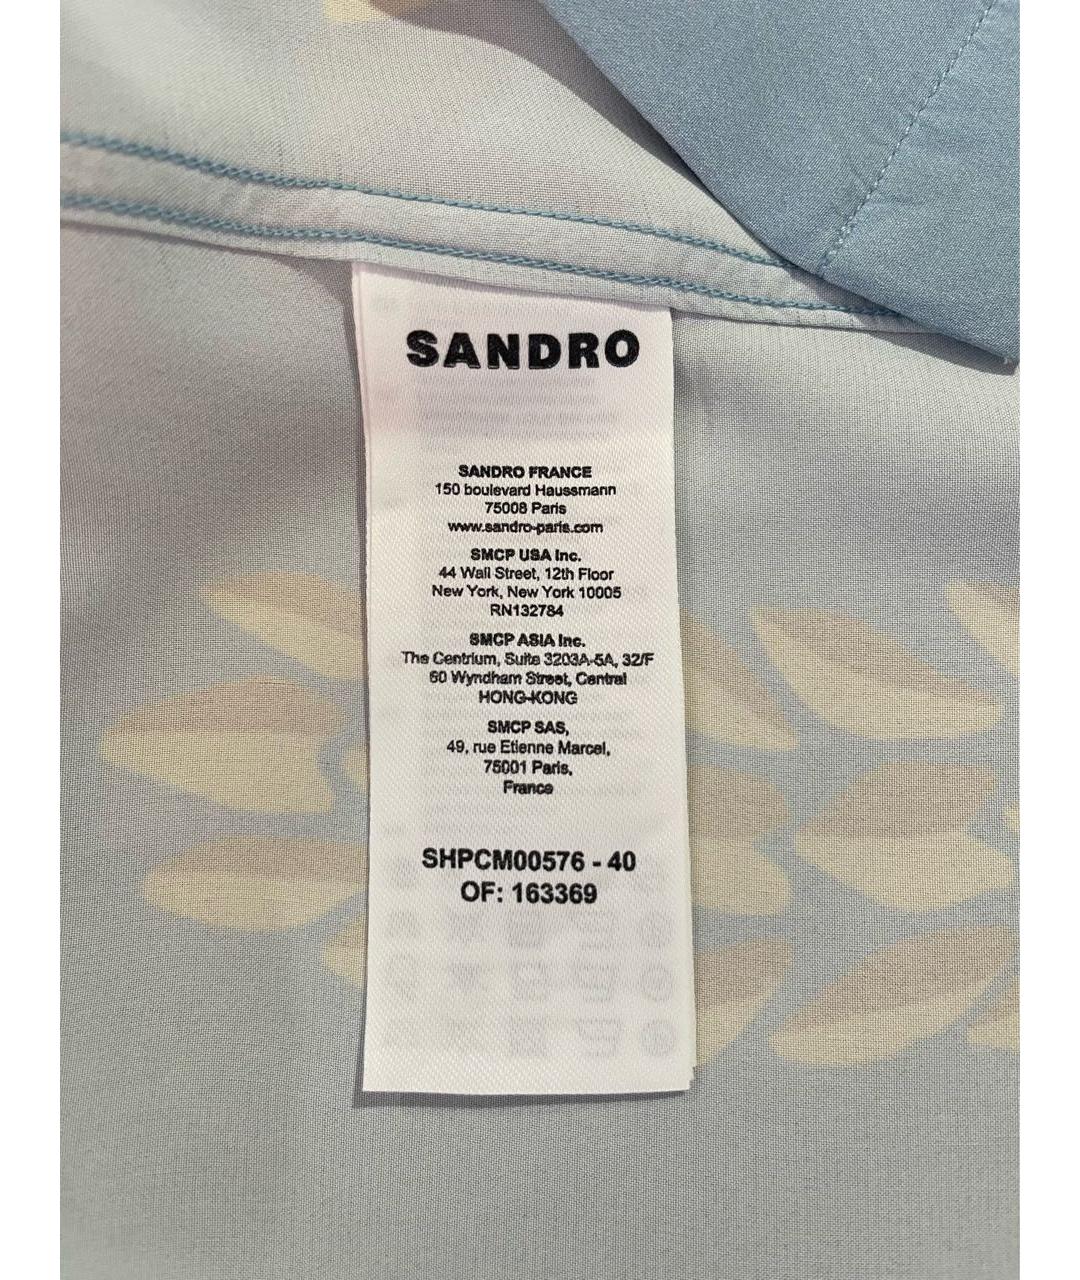 SANDRO
SANDRO FRANCE
150 boulevard Haussmann
75008 Paris
www.sandro-paris.com
SMCP USA Inc.
44 Wall Street, 12th Floor
New York, New York 10005
RN132784
SMCP ASIA Inc.
The Centrium, Suite 3203A-5A, 32/F
60 Wyndham Street, Central
HONG-KONG
SMCP SAS,
49, rue Etienne Marcel,
75001 Paris,
France
SHPCM00576 - 40
OF: 163369